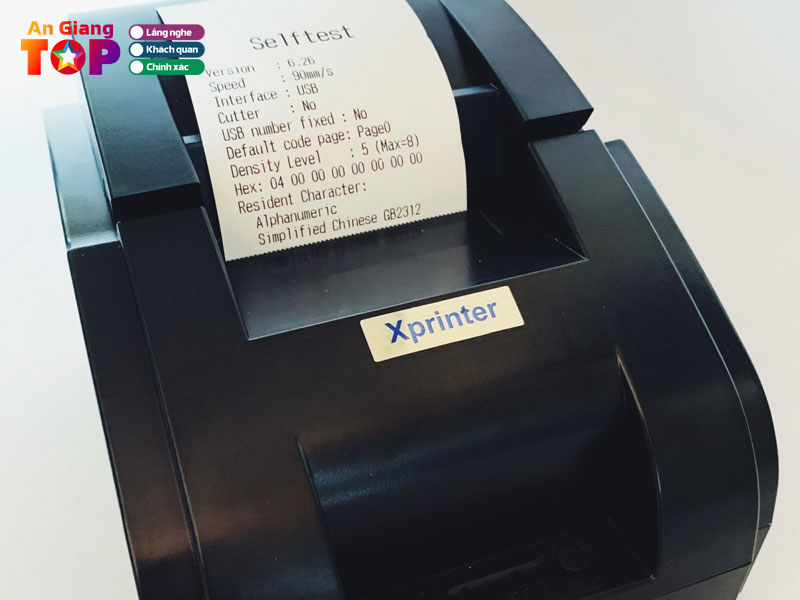 An Giang
TOP
Lắng nghe
Khách quan
Chính xác
Selftest
Version : 6.26
Speed : 90mm/s
Interface : USB
Cutter : No
USB number fixed : No
Default code page: Page0
Density Level : 5 (Max=8)
Hex: 04 00 00 00 00 00 00 00
Resident Character:
Alphanumeric
Simplified Chinese GB2312
Xprinter